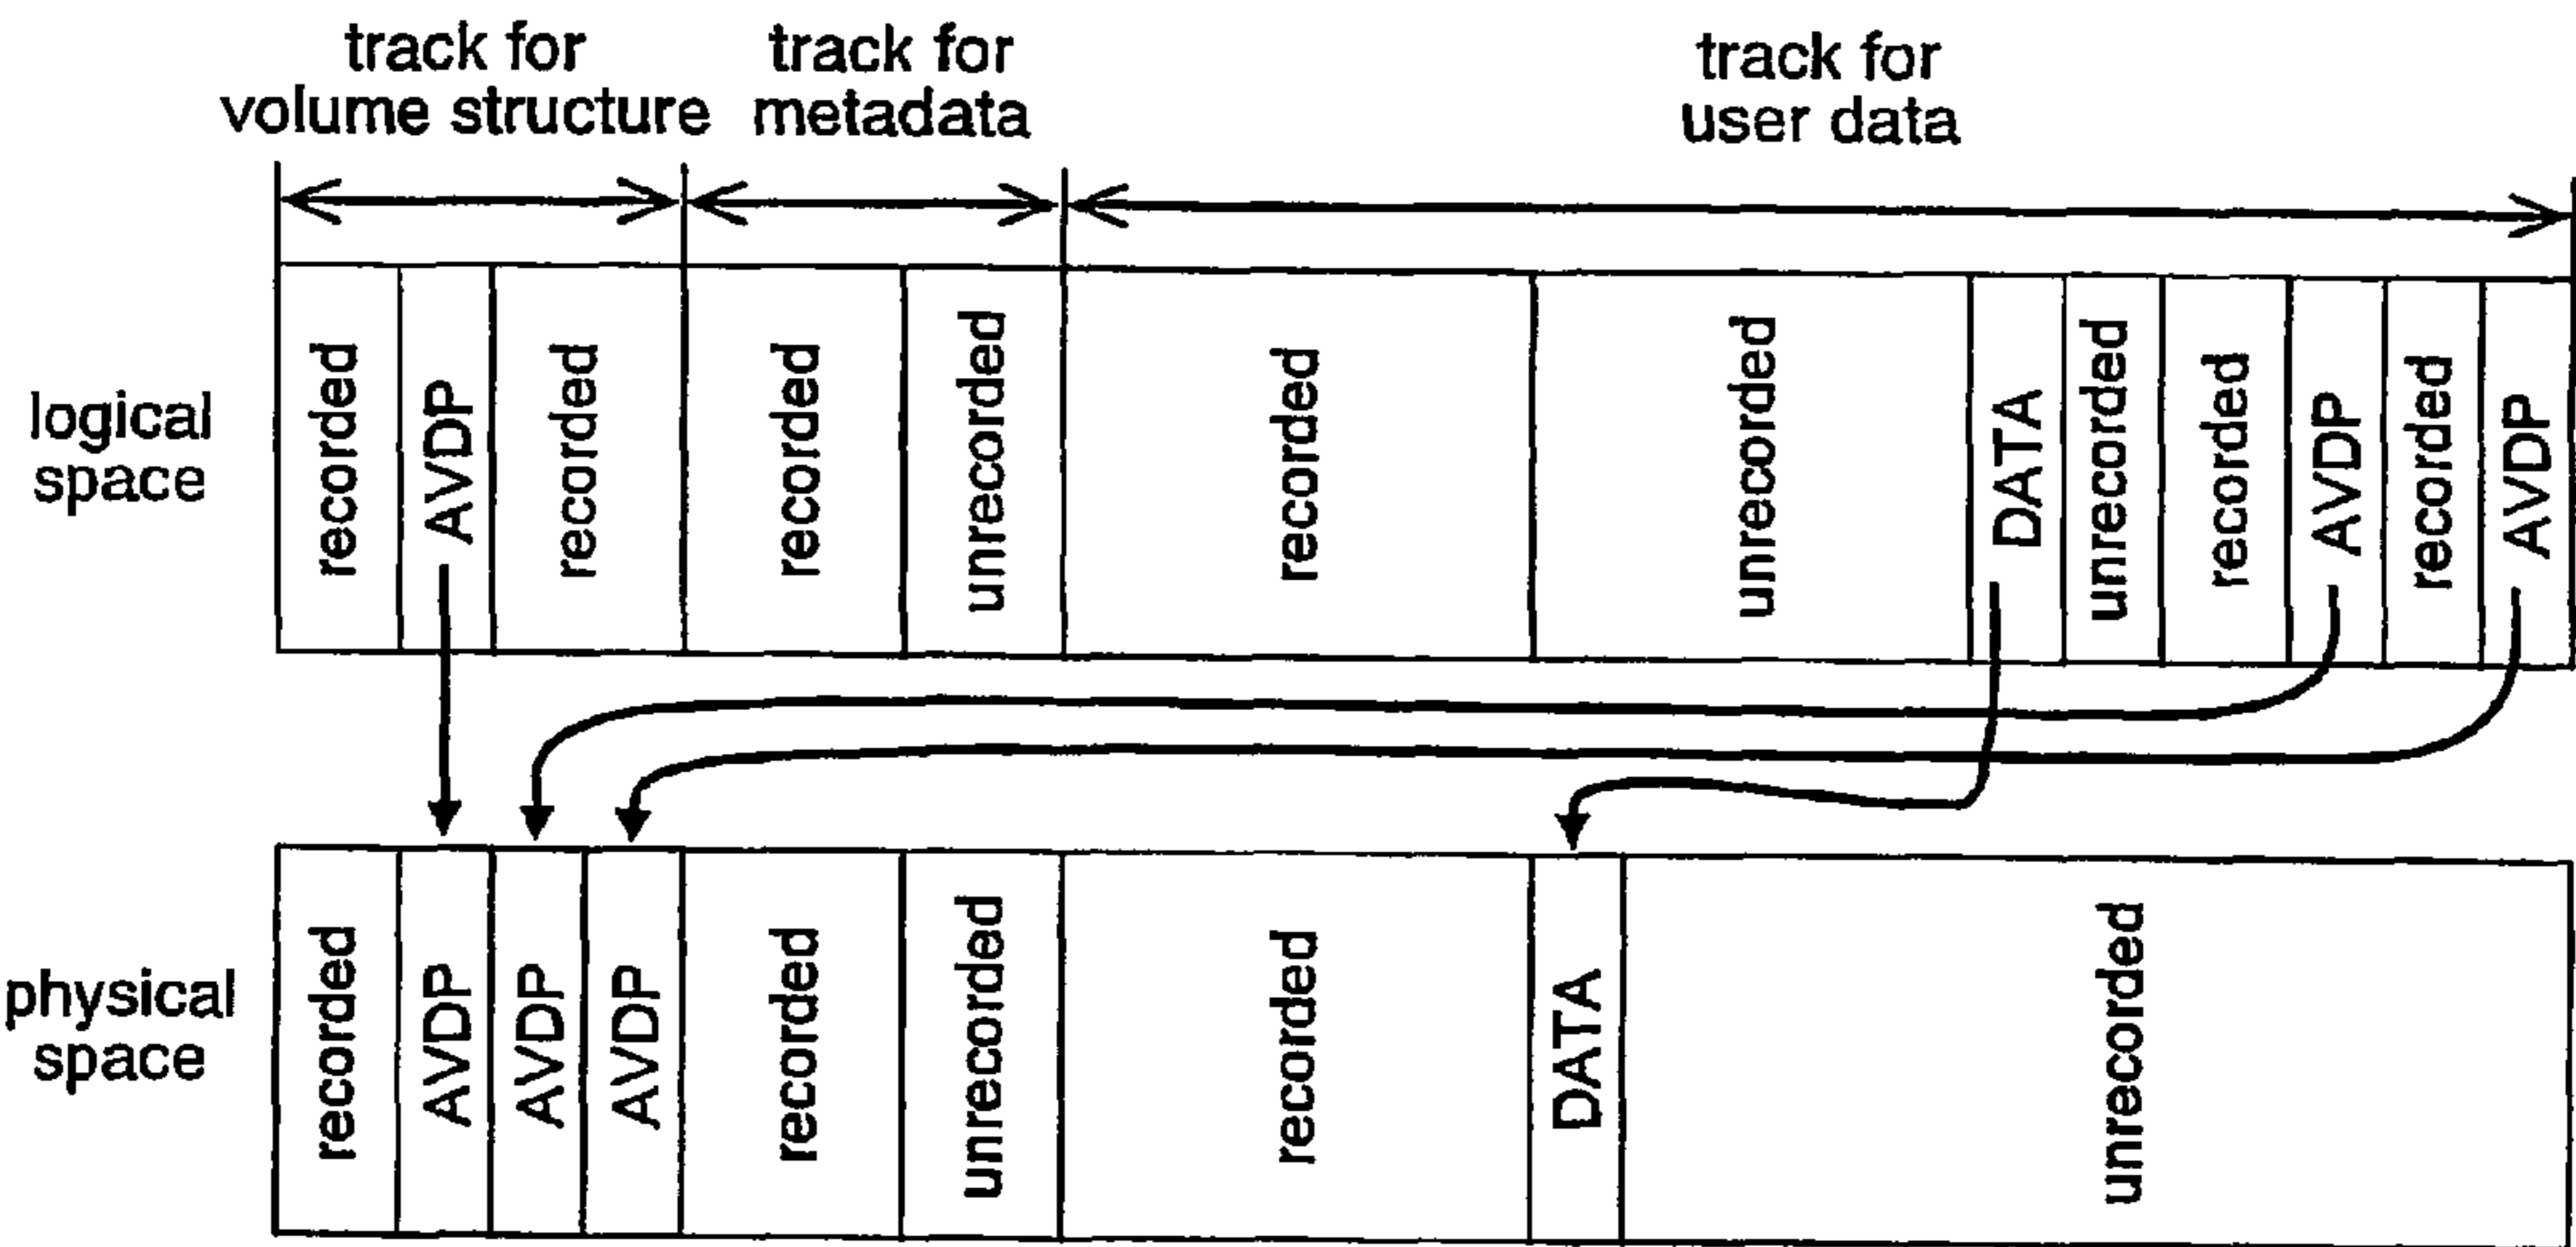 track for
volume structure
track for
metadata
track for
user data
logical
space
recorded
AVDP
recorded
recorded
unrecorded
recorded
unrecorded
DATA
unrecorded
recorded
AVDP
recorded
AVDP
physical
space
recorded
AVDP
AVDP
AVDP
recorded
unrecorded
recorded
DATA
unrecorded